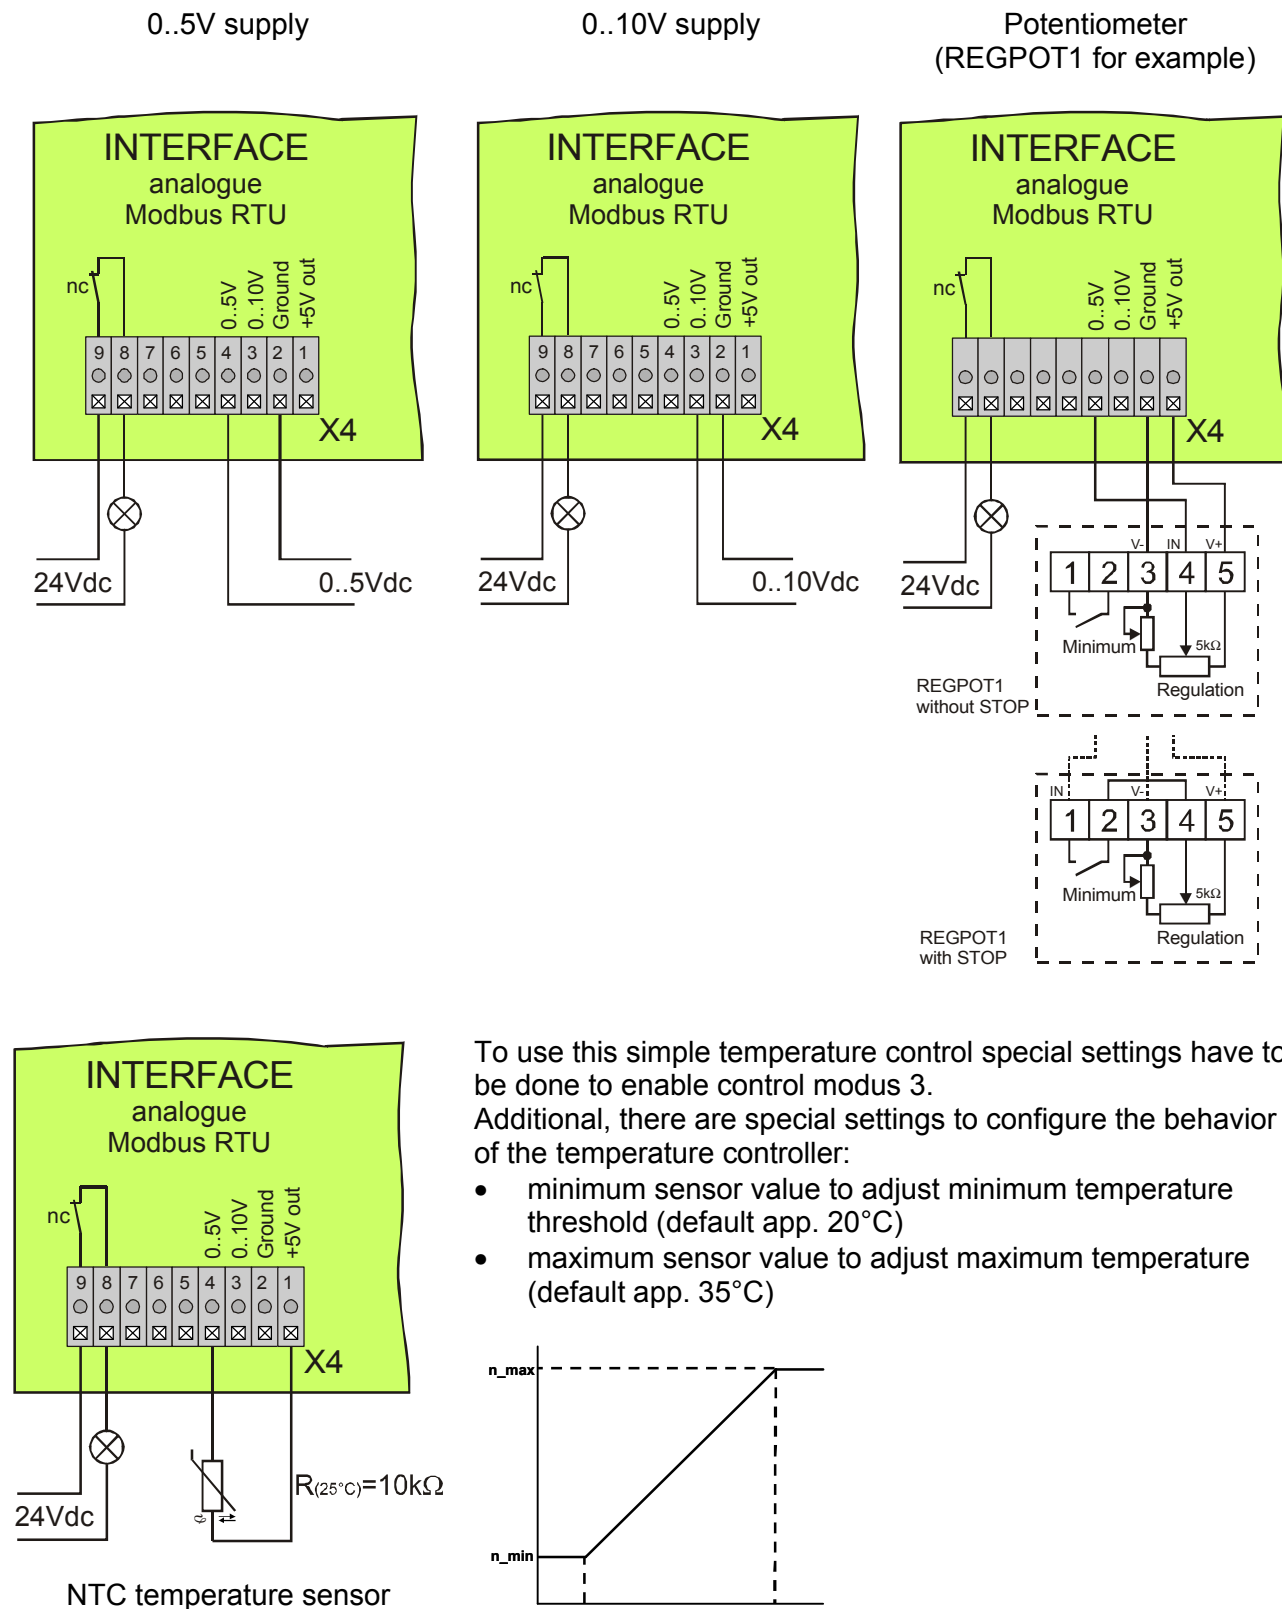 0..5V supply
0..10V supply
Potentiometer
(REGPOT1 for example)
INTERFACE
analogue
Modbus RTU
nc
0..5V
0..10V
Ground
+5V out
9 8 7 6 5 4 3 2 1
X4
24Vdc
0..5Vdc
INTERFACE
analogue
Modbus RTU
nc
0..5V
0..10V
Ground
+5V out
9 8 7 6 5 4 3 2 1
X4
24Vdc
0..10Vdc
INTERFACE
analogue
Modbus RTU
nc
0..5V
0..10V
Ground
+5V out
X4
24Vdc
V- IN V+
1 2 3 4 5
Minimum
5kΩ
Regulation
REGPOT1
without STOP
IN V- V+
1 2 3 4 5
Minimum
5kΩ
Regulation
REGPOT1
with STOP
INTERFACE
analogue
Modbus RTU
nc
0..5V
0..10V
Ground
+5V out
9 8 7 6 5 4 3 2 1
X4
R(25°C)=10kΩ
24Vdc
ϑ
NTC temperature sensor
To use this simple temperature control special settings have to
be done to enable control modus 3.
Additional, there are special settings to configure the behavior
of the temperature controller:
• minimum sensor value to adjust minimum temperature
threshold (default app. 20°C)
• maximum sensor value to adjust maximum temperature
(default app. 35°C)
n_max
n_min